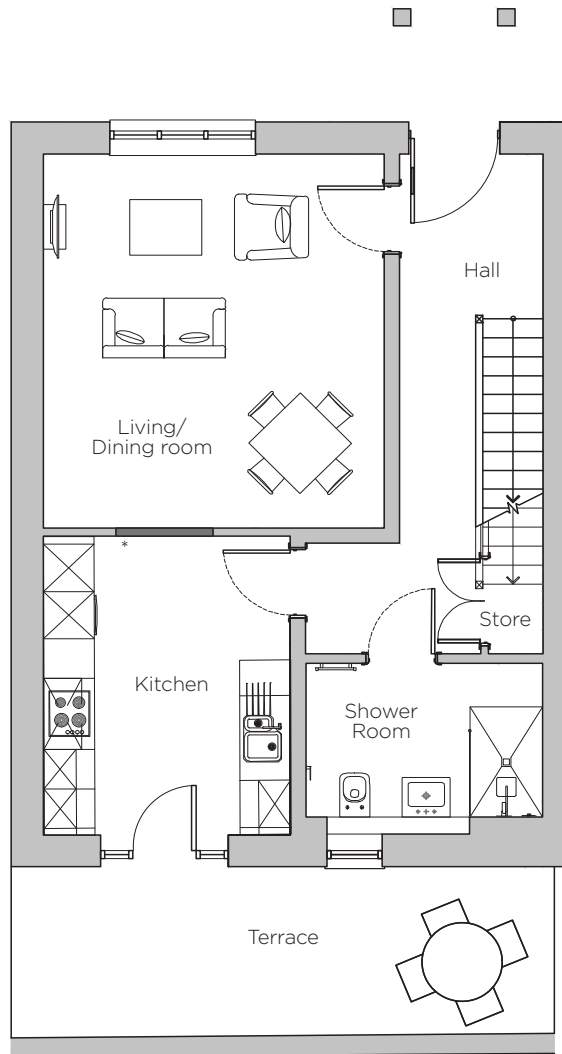 Hall
Living/
Dining room
*
Store
Kitchen
Shower
Room
Terrace